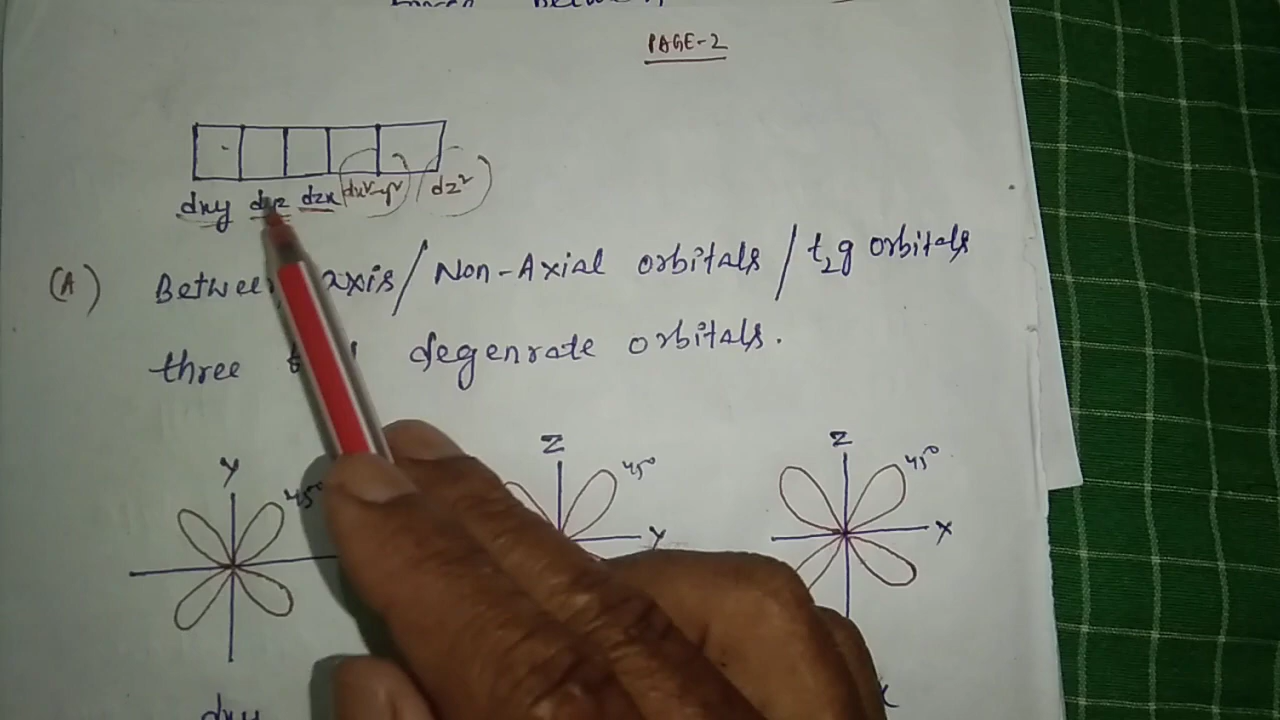 PAGE-2
dxy dyz dzx dx²-y² dz²
(A) Between axis/Non-Axial orbitals/t₂g orbitals
three degenrate orbitals.
Y 45°
Z 45° Y
Z 45° X
dxy